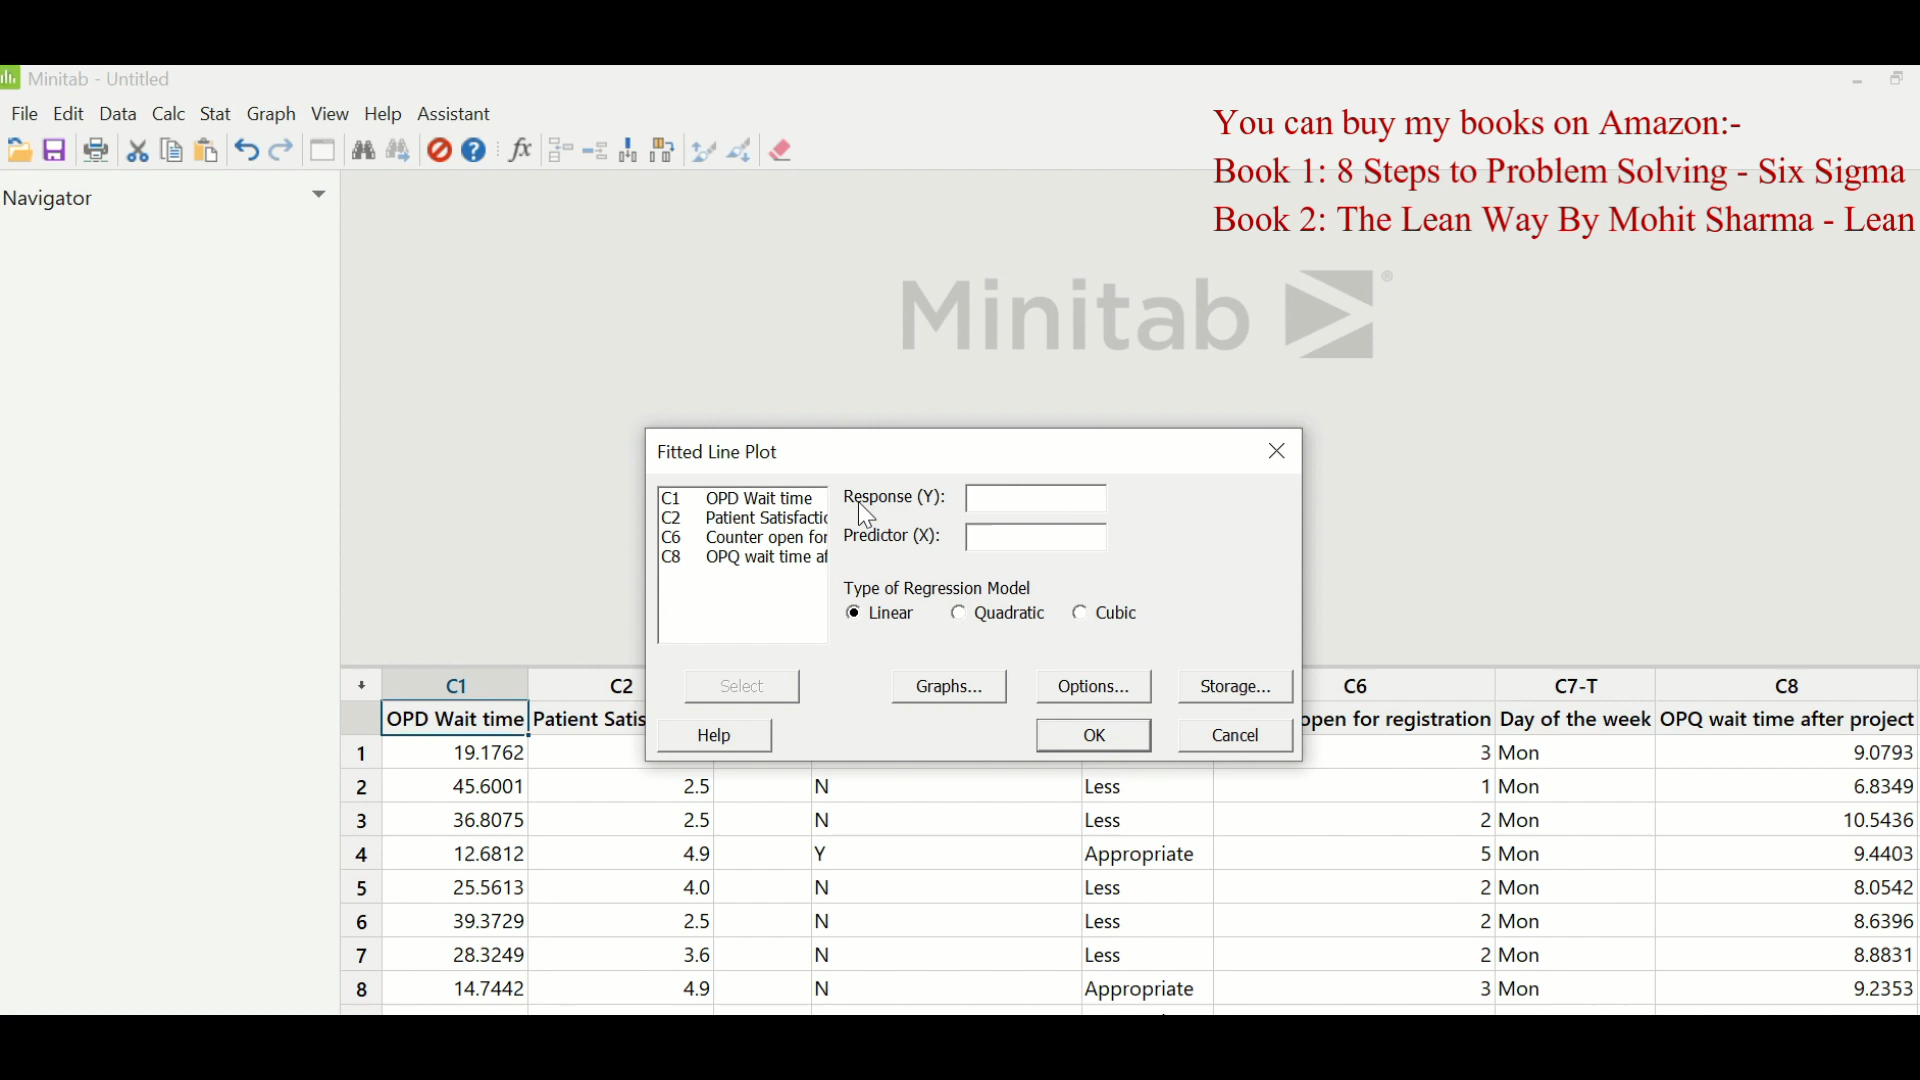 Minitab - Untitled
File Edit Data Calc Stat Graph View Help Assistant
You can buy my books on Amazon:-
Book 1: 8 Steps to Problem Solving - Six Sigma
Book 2: The Lean Way By Mohit Sharma - Lean
fx
Navigator
Minitab
Fitted Line Plot
C1 OPD Wait time
C2 Patient Satisfactic
C6 Counter open for
C8 OPQ wait time af
Response (Y):
Predictor (X):
Type of Regression Model
Linear Quadratic Cubic
Select Graphs... Options... Storage...
Help OK Cancel
C1 C2 C6 C7-T C8
OPD Wait time Patient Satis open for registration Day of the week OPQ wait time after project
1 19.1762 3 Mon 9.0793
2 45.6001 2.5 N Less 1 Mon 6.8349
3 36.8075 2.5 N Less 2 Mon 10.5436
4 12.6812 4.9 Y Appropriate 5 Mon 9.4403
5 25.5613 4.0 N Less 2 Mon 8.0542
6 39.3729 2.5 N Less 2 Mon 8.6396
7 28.3249 3.6 N Less 2 Mon 8.8831
8 14.7442 4.9 N Appropriate 3 Mon 9.2353